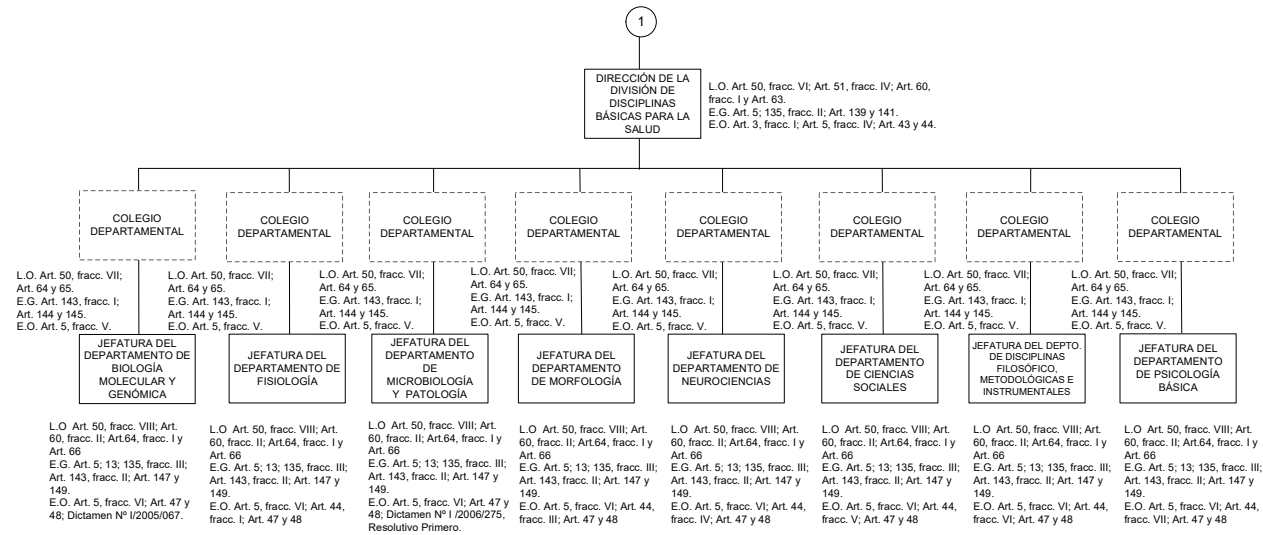 1
DIRECCIÓN DE LA
DIVISIÓN DE
DISCIPLINAS
BÁSICAS PARA LA
SALUD
L.O. Art. 50, fracc. VI; Art. 51, fracc. IV; Art. 60,
fracc. I y Art. 63.
E.G. Art. 5; 135, fracc. II; Art. 139 y 141.
E.O. Art. 3, fracc. I; Art. 5, fracc. IV; Art. 43 y 44.
COLEGIO
DEPARTAMENTAL
L.O. Art. 50, fracc. VII;
Art. 64 y 65.
E.G. Art. 143, fracc. I;
Art. 144 y 145.
E.O. Art. 5, fracc. V.
JEFATURA DEL
DEPARTAMENTO DE
BIOLOGÍA
MOLECULAR Y
GENÓMICA
L.O Art. 50, fracc. VIII; Art.
60, fracc. II; Art.64, fracc. I y
Art. 66
E.G. Art. 5; 13; 135, fracc. III;
Art. 143, fracc. II; Art. 147 y
149.
E.O. Art. 5, fracc. VI; Art. 47 y
48; Dictamen Nº I/2005/067.
COLEGIO
DEPARTAMENTAL
L.O. Art. 50, fracc. VII;
Art. 64 y 65.
E.G. Art. 143, fracc. I;
Art. 144 y 145.
E.O. Art. 5, fracc. V.
JEFATURA DEL
DEPARTAMENTO DE
FISIOLOGÍA
L.O Art. 50, fracc. VIII; Art.
60, fracc. II; Art.64, fracc. I y
Art. 66
E.G. Art. 5; 13; 135, fracc. III;
Art. 143, fracc. II; Art. 147 y
149.
E.O. Art. 5, fracc. VI; Art. 44,
fracc. I; Art. 47 y 48
COLEGIO
DEPARTAMENTAL
L.O. Art. 50, fracc. VII;
Art. 64 y 65.
E.G. Art. 143, fracc. I;
Art. 144 y 145.
E.O. Art. 5, fracc. V.
JEFATURA DEL
DEPARTAMENTO
DE
MICROBIOLOGÍA
Y PATOLOGÍA
L.O Art. 50, fracc. VIII; Art.
60, fracc. II; Art.64, fracc. I y
Art. 66
E.G. Art. 5; 13; 135, fracc. III;
Art. 143, fracc. II; Art. 147 y
149.
E.O. Art. 5, fracc. VI; Art. 47 y
48; Dictamen Nº I /2006/275,
Resolutivo Primero.
COLEGIO
DEPARTAMENTAL
L.O. Art. 50, fracc. VII;
Art. 64 y 65.
E.G. Art. 143, fracc. I;
Art. 144 y 145.
E.O. Art. 5, fracc. V.
JEFATURA DEL
DEPARTAMENTO
DE MORFOLOGÍA
L.O Art. 50, fracc. VIII; Art.
60, fracc. II; Art.64, fracc. I y
Art. 66
E.G. Art. 5; 13; 135, fracc. III;
Art. 143, fracc. II; Art. 147 y
149.
E.O. Art. 5, fracc. VI; Art. 44,
fracc. III; Art. 47 y 48
COLEGIO
DEPARTAMENTAL
L.O. Art. 50, fracc. VII;
Art. 64 y 65.
E.G. Art. 143, fracc. I;
Art. 144 y 145.
E.O. Art. 5, fracc. V.
JEFATURA DEL
DEPARTAMENTO
DE NEUROCIENCIAS
L.O Art. 50, fracc. VIII; Art.
60, fracc. II; Art.64, fracc. I y
Art. 66
E.G. Art. 5; 13; 135, fracc. III;
Art. 143, fracc. II; Art. 147 y
149.
E.O. Art. 5, fracc. VI; Art. 44,
fracc. IV; Art. 47 y 48
COLEGIO
DEPARTAMENTAL
L.O. Art. 50, fracc. VII;
Art. 64 y 65.
E.G. Art. 143, fracc. I;
Art. 144 y 145.
E.O. Art. 5, fracc. V.
JEFATURA DEL
DEPARTAMENTO
DE CIENCIAS
SOCIALES
L.O Art. 50, fracc. VIII; Art.
60, fracc. II; Art.64, fracc. I y
Art. 66
E.G. Art. 5; 13; 135, fracc. III;
Art. 143, fracc. II; Art. 147 y
149.
E.O. Art. 5, fracc. VI; Art. 44,
fracc. V; Art. 47 y 48
COLEGIO
DEPARTAMENTAL
L.O. Art. 50, fracc. VII;
Art. 64 y 65.
E.G. Art. 143, fracc. I;
Art. 144 y 145.
E.O. Art. 5, fracc. V.
JEFATURA DEL DEPTO.
DE DISCIPLINAS
FILOSÓFICO,
METODOLÓGICAS E
INSTRUMENTALES
L.O Art. 50, fracc. VIII; Art.
60, fracc. II; Art.64, fracc. I y
Art. 66
E.G. Art. 5; 13; 135, fracc. III;
Art. 143, fracc. II; Art. 147 y
149.
E.O. Art. 5, fracc. VI; Art. 44,
fracc. VI; Art. 47 y 48
COLEGIO
DEPARTAMENTAL
L.O. Art. 50, fracc. VII;
Art. 64 y 65.
E.G. Art. 143, fracc. I;
Art. 144 y 145.
E.O. Art. 5, fracc. V.
JEFATURA DEL
DEPARTAMENTO
DE PSICOLOGÍA
BÁSICA
L.O Art. 50, fracc. VIII; Art.
60, fracc. II; Art.64, fracc. I y
Art. 66
E.G. Art. 5; 13; 135, fracc. III;
Art. 143, fracc. II; Art. 147 y
149.
E.O. Art. 5, fracc. VI; Art. 44,
fracc. VII; Art. 47 y 48